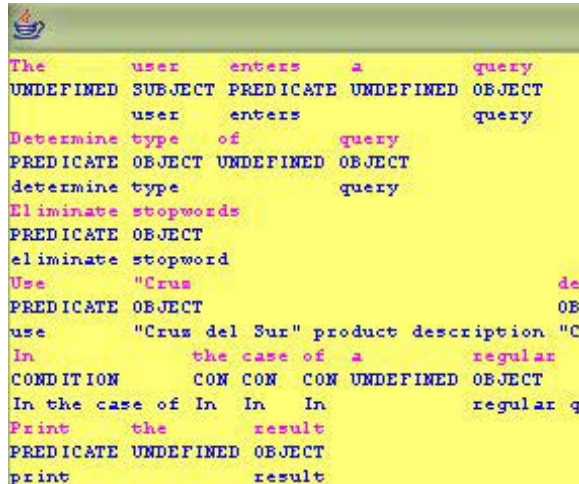 The user enters a query
UNDEFINED SUBJECT PREDICATE UNDEFINED OBJECT
user enters query
Determine type of query
PREDICATE OBJECT UNDEFINED OBJECT
determine type query
Eliminate stopwords
PREDICATE OBJECT
eliminate stopword
Use "Cruz de
PREDICATE OBJECT OB
use "Cruz del Sur" product description "C
In the case of a regular
CONDITION CON CON CON UNDEFINED OBJECT
In the case of In In In regular q
Print the result
PREDICATE UNDEFINED OBJECT
print result